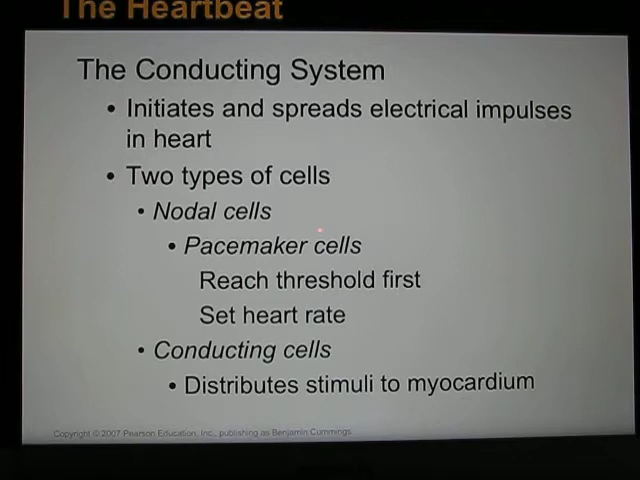 The Heartbeat
The Conducting System
• Initiates and spreads electrical impulses
in heart
• Two types of cells
• Nodal cells
• Pacemaker cells
Reach threshold first
Set heart rate
• Conducting cells
• Distributes stimuli to myocardium
Copyright © 2007 Pearson Education, Inc., publishing as Benjamin Cummings